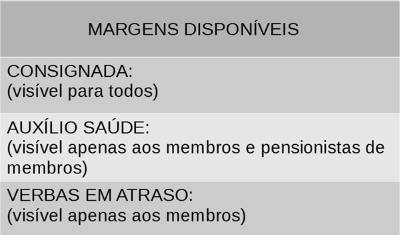 MARGENS DISPONÍVEIS
CONSIGNADA:
(visível para todos)
AUXÍLIO SAÚDE:
(visível apenas aos membros e pensionistas de
membros)
VERBAS EM ATRASO:
(visível apenas aos membros)